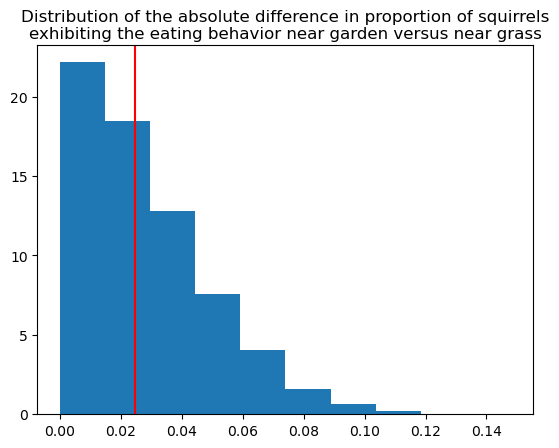 Distribution of the absolute difference in proportion of squirrels
exhibiting the eating behavior near garden versus near grass
20
15
10
5
0
0.00 0.02 0.04 0.06 0.08 0.10 0.12 0.14